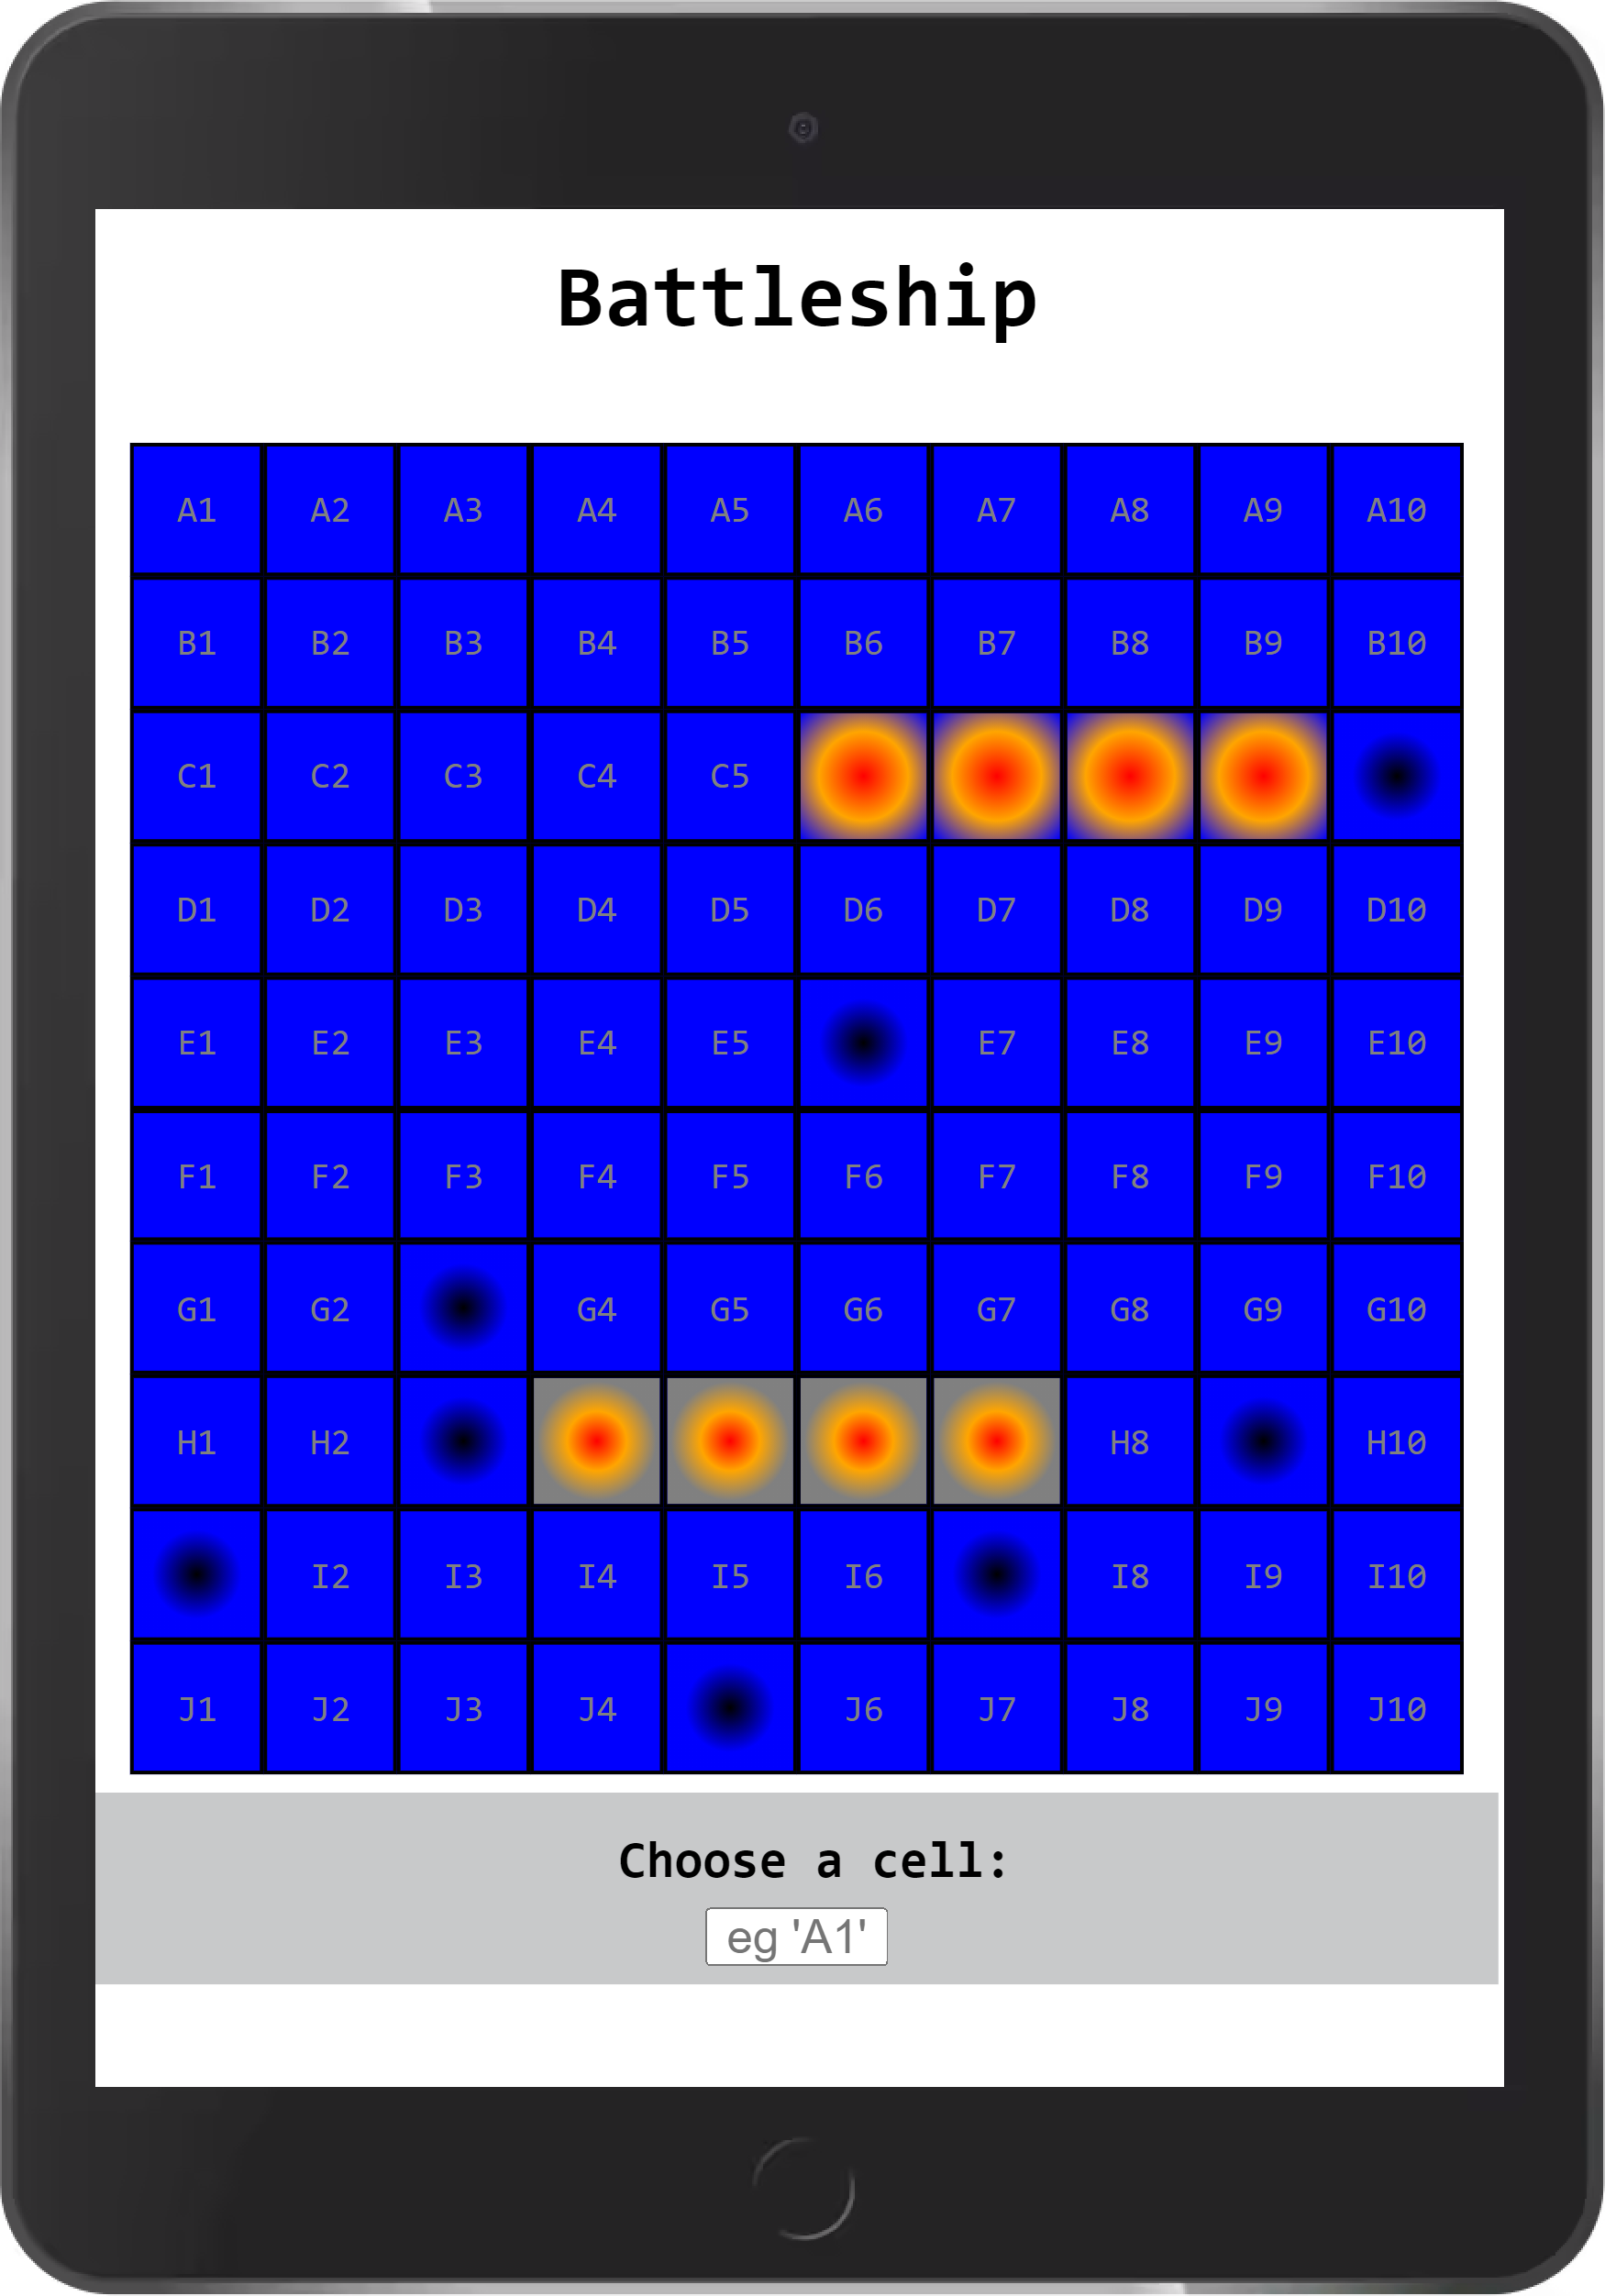 Battleship
A1 A2 A3 A4 A5 A6 A7 A8 A9 A10
B1 B2 B3 B4 B5 B6 B7 B8 B9 B10
C1 C2 C3 C4 C5
D1 D2 D3 D4 D5 D6 D7 D8 D9 D10
E1 E2 E3 E4 E5 E7 E8 E9 E10
F1 F2 F3 F4 F5 F6 F7 F8 F9 F10
G1 G2 G4 G5 G6 G7 G8 G9 G10
H1 H2 H8 H10
I2 I3 I4 I5 I6 I8 I9 I10
J1 J2 J3 J4 J6 J7 J8 J9 J10
Choose a cell:
eg 'A1'